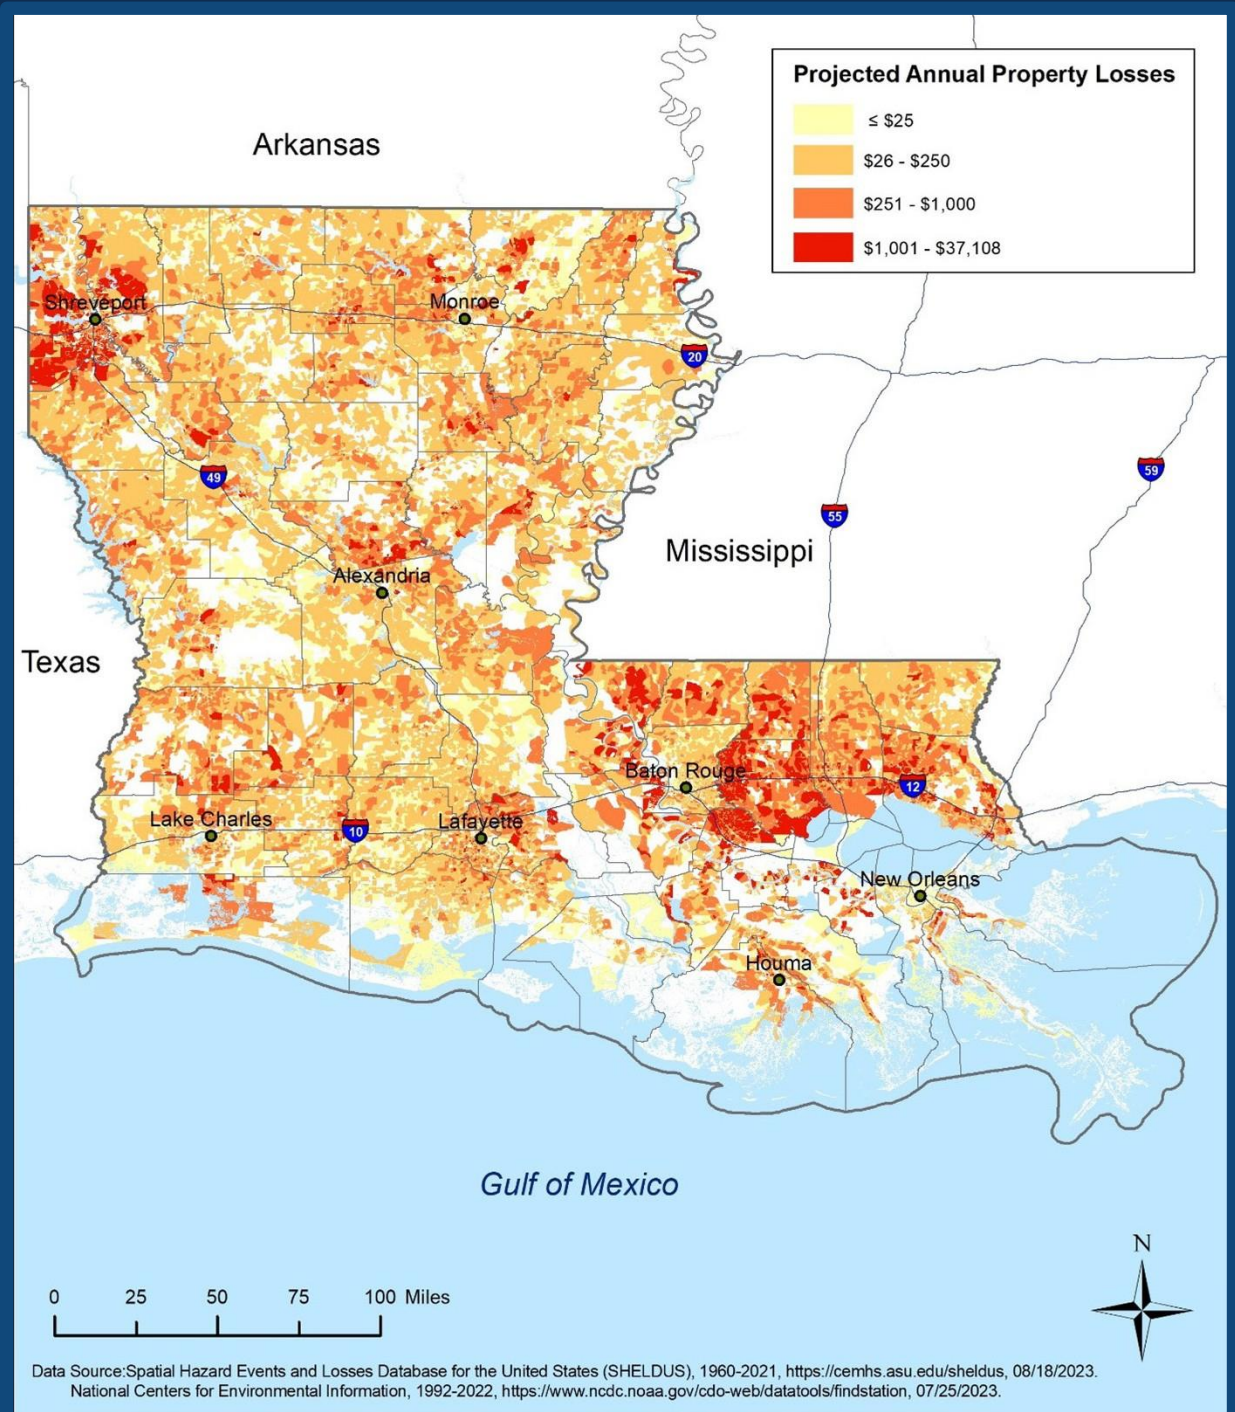 Projected Annual Property Losses
≤ $25
$26 - $250
$251 - $1,000
$1,001 - $37,108
Arkansas
Shreveport
Monroe
20
49
59
55
Mississippi
Alexandria
Texas
Baton Rouge
12
Lake Charles
10
Lafayette
New Orleans
Houma
Gulf of Mexico
N
0 25 50 75 100 Miles
Data Source:Spatial Hazard Events and Losses Database for the United States (SHELDUS), 1960-2021, https://cemhs.asu.edu/sheldus, 08/18/2023.
National Centers for Environmental Information, 1992-2022, https://www.ncdc.noaa.gov/cdo-web/datatools/findstation, 07/25/2023.